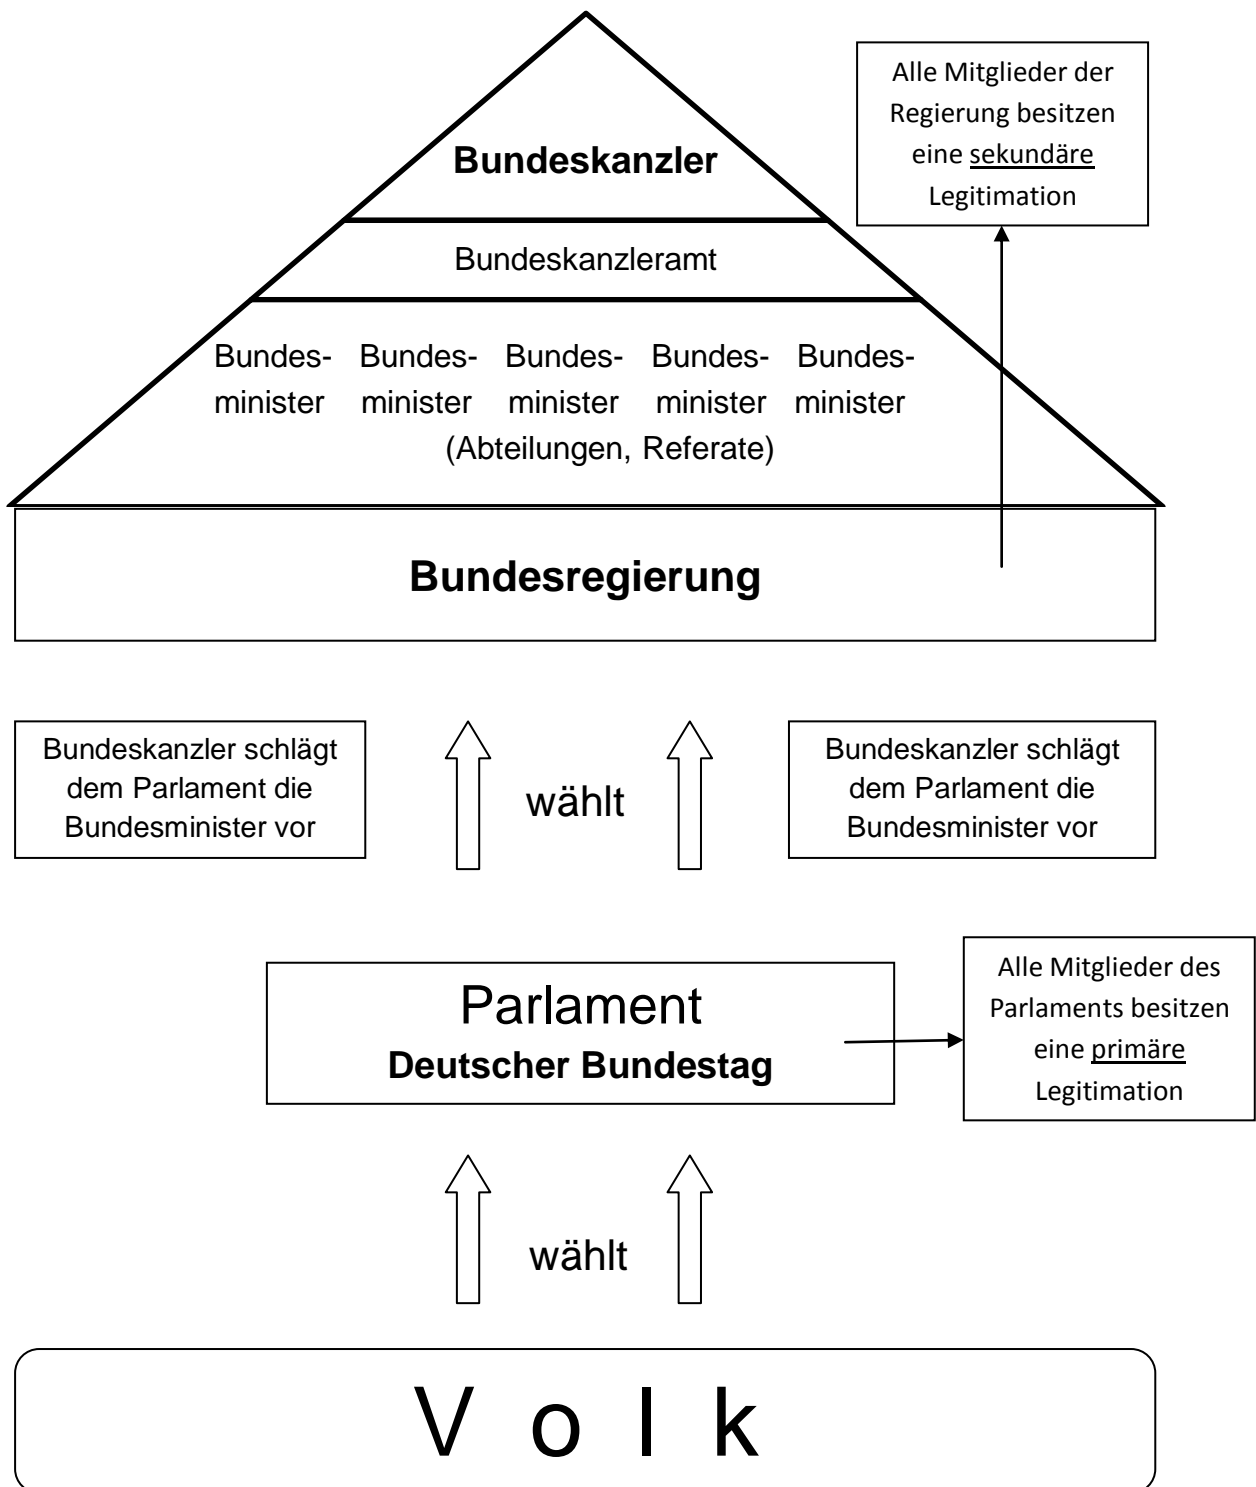 Alle Mitglieder der
Regierung besitzen
eine sekundäre
Legitimation
Bundeskanzler
Bundeskanzleramt
Bundes- Bundes- Bundes- Bundes- Bundes-
minister minister minister minister minister
(Abteilungen, Referate)
Bundesregierung
Bundeskanzler schlägt
dem Parlament die
Bundesminister vor
wählt
Bundeskanzler schlägt
dem Parlament die
Bundesminister vor
Parlament
Deutscher Bundestag
Alle Mitglieder des
Parlaments besitzen
eine primäre
Legitimation
wählt
Volk